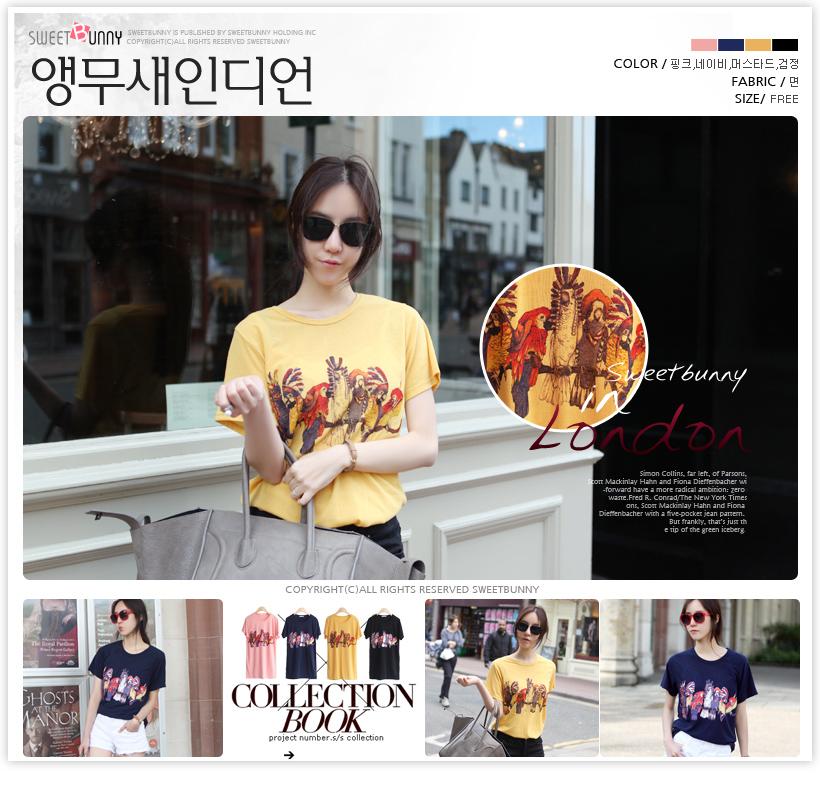 SWEETBUNNY
SWEETBUNNY IS PUBLISHED BY SWEETBUNNY HOLDING INC
COPYRIGHT(C)ALL RIGHTS RESERVED SWEETBUNNY
앵무새인디언
COLOR / 핑크,네이비,머스타드,검정
FABRIC / 면
SIZE/ FREE
Sweetbunny
in
London
Simon Collins, far left, of Parsons,
Scott Mackinlay Hahn and Fiona Dieffenbacher wi
-forward have a more radical ambition: zero
waste.Fred R. Conrad/The New York Times
ons, Scott Mackinlay Hahn and Fiona
Dieffenbacher with a five-pocket jean pattern.
But frankly, that's just th
e tip of the green iceberg.
COPYRIGHT(C)ALL RIGHTS RESERVED SWEETBUNNY
The Royal Pavilion
GHOSTS
AT THE
MANOR
COLLECTION
BOOK
project number.s/s collection